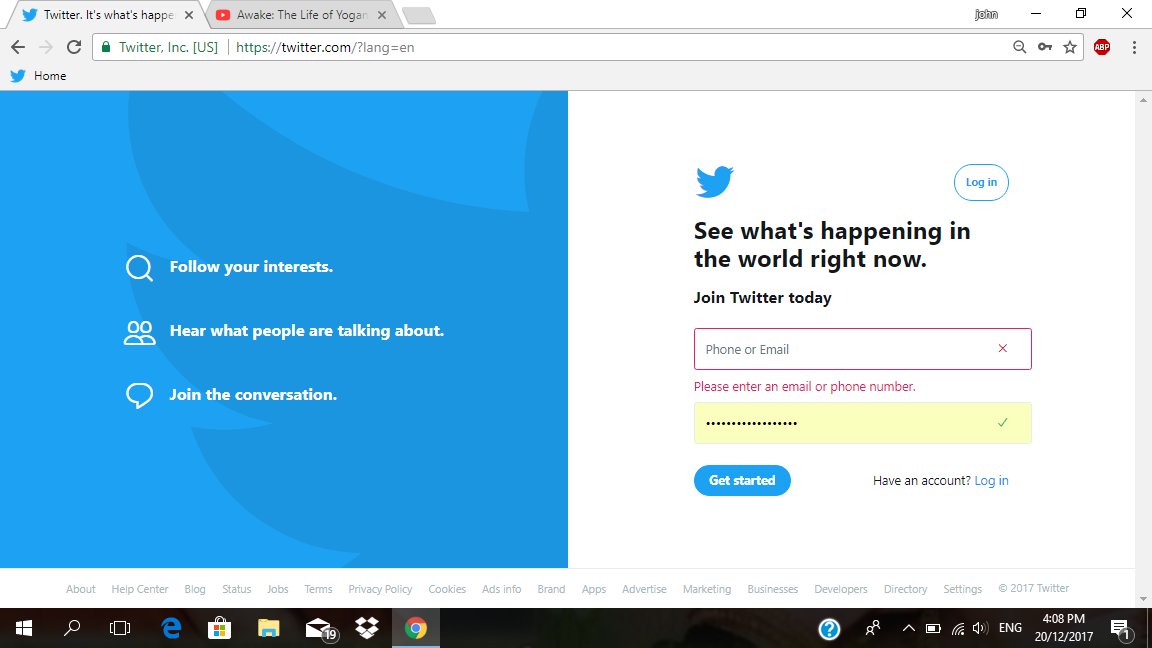 Twitter. It's what's happe
Awake: The Life of Yogan
john
Twitter, Inc. [US]
https://twitter.com/?lang=en
ABP
Home
Follow your interests.
Hear what people are talking about.
Join the conversation.
Log in
See what's happening in
the world right now.
Join Twitter today
Phone or Email
Please enter an email or phone number.
Get started
Have an account? Log in
About Help Center Blog Status Jobs Terms Privacy Policy Cookies Ads info Brand Apps Advertise Marketing Businesses Developers Directory Settings © 2017 Twitter
19
ENG
4:08 PM
20/12/2017
1